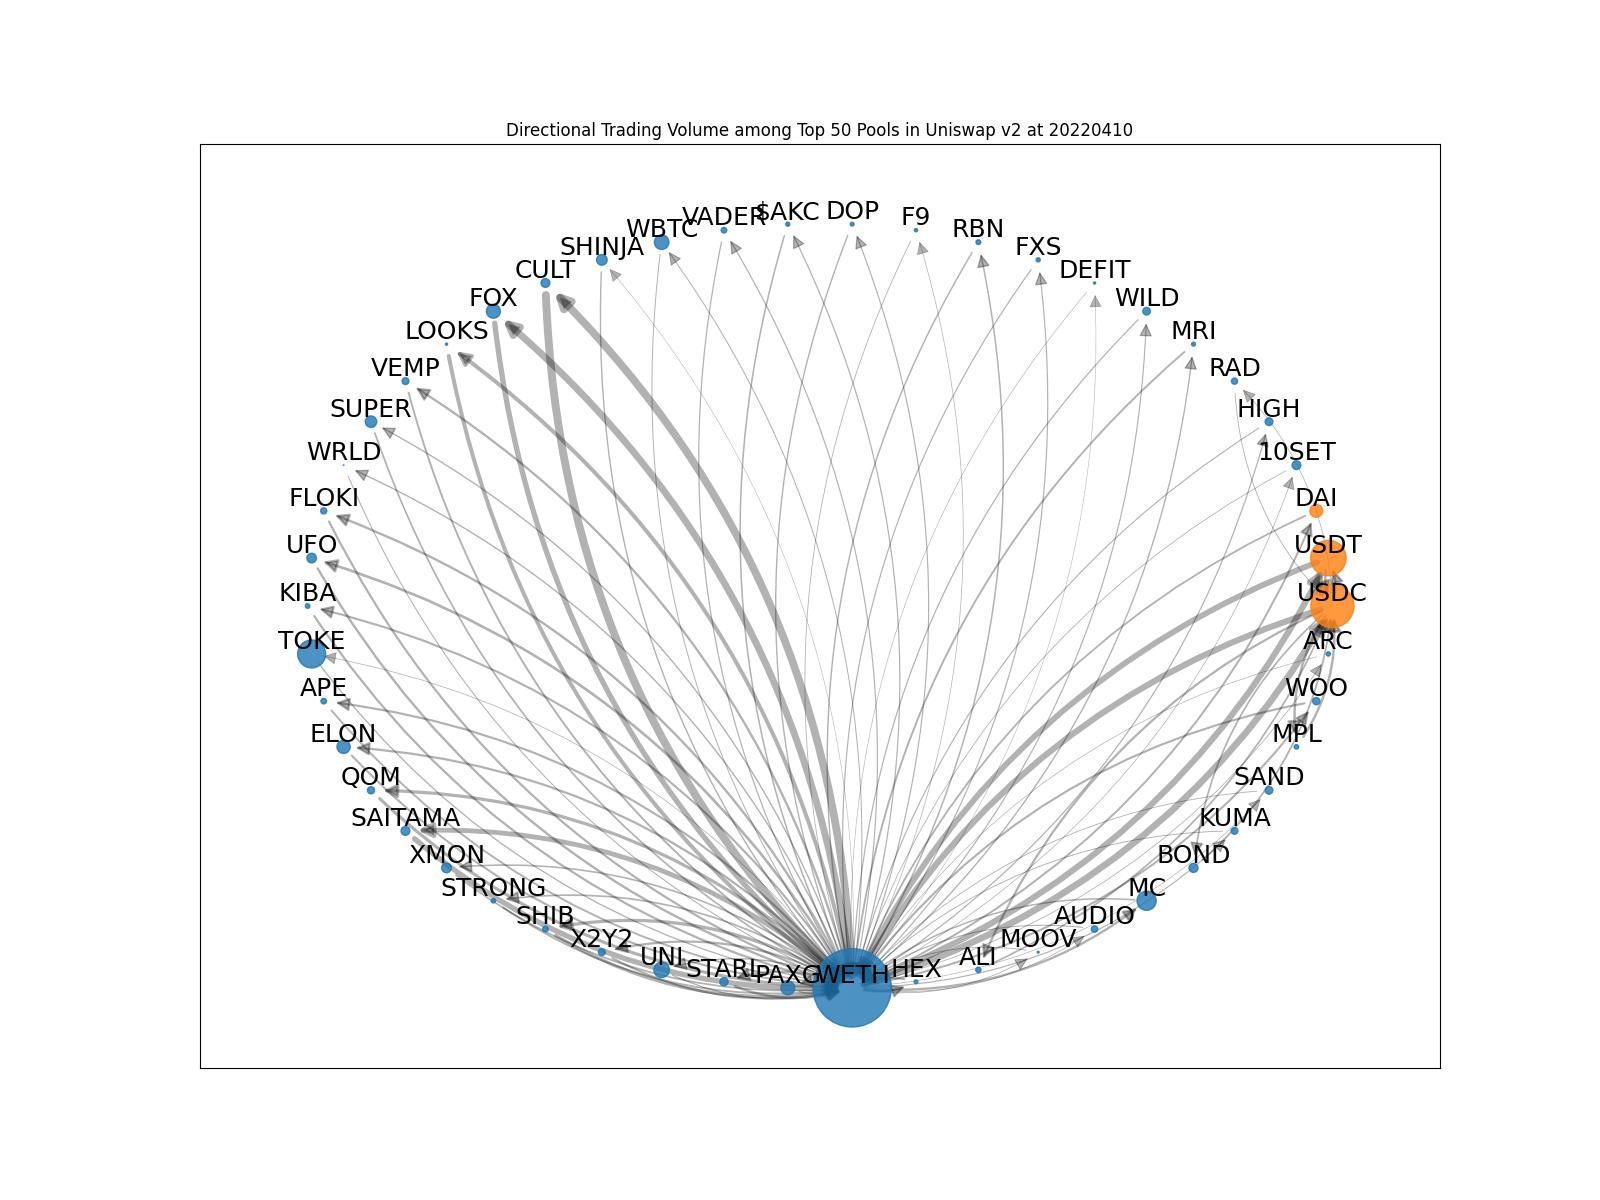 Directional Trading Volume among Top 50 Pools in Uniswap v2 at 20220410
VADER $AKC DOP F9
WBTC RBN
SHINJA FXS
CULT DEFIT
FOX WILD
LOOKS MRI
VEMP RAD
SUPER HIGH
WRLD 10SET
FLOKI DAI
UFO USDT
KIBA USDC
TOKE ARC
APE WOO
ELON MPL
QOM SAND
SAITAMA KUMA
XMON BOND
STRONG MC
SHIB AUDIO
X2Y2 MOOV
UNI ALI
STARL HEX
PAXG WETH